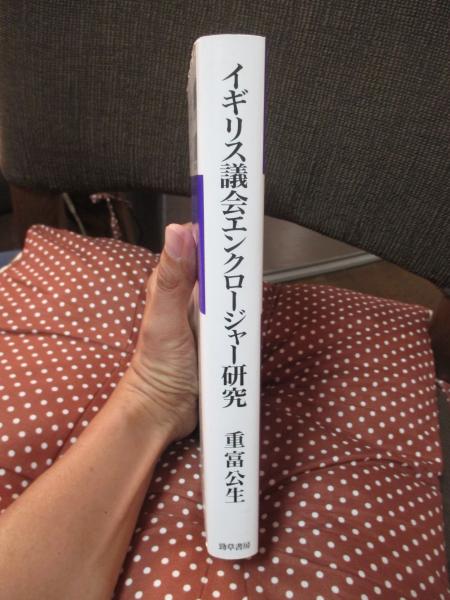 イギリス議会エンクロージャー研究
重富公生
勁草書房